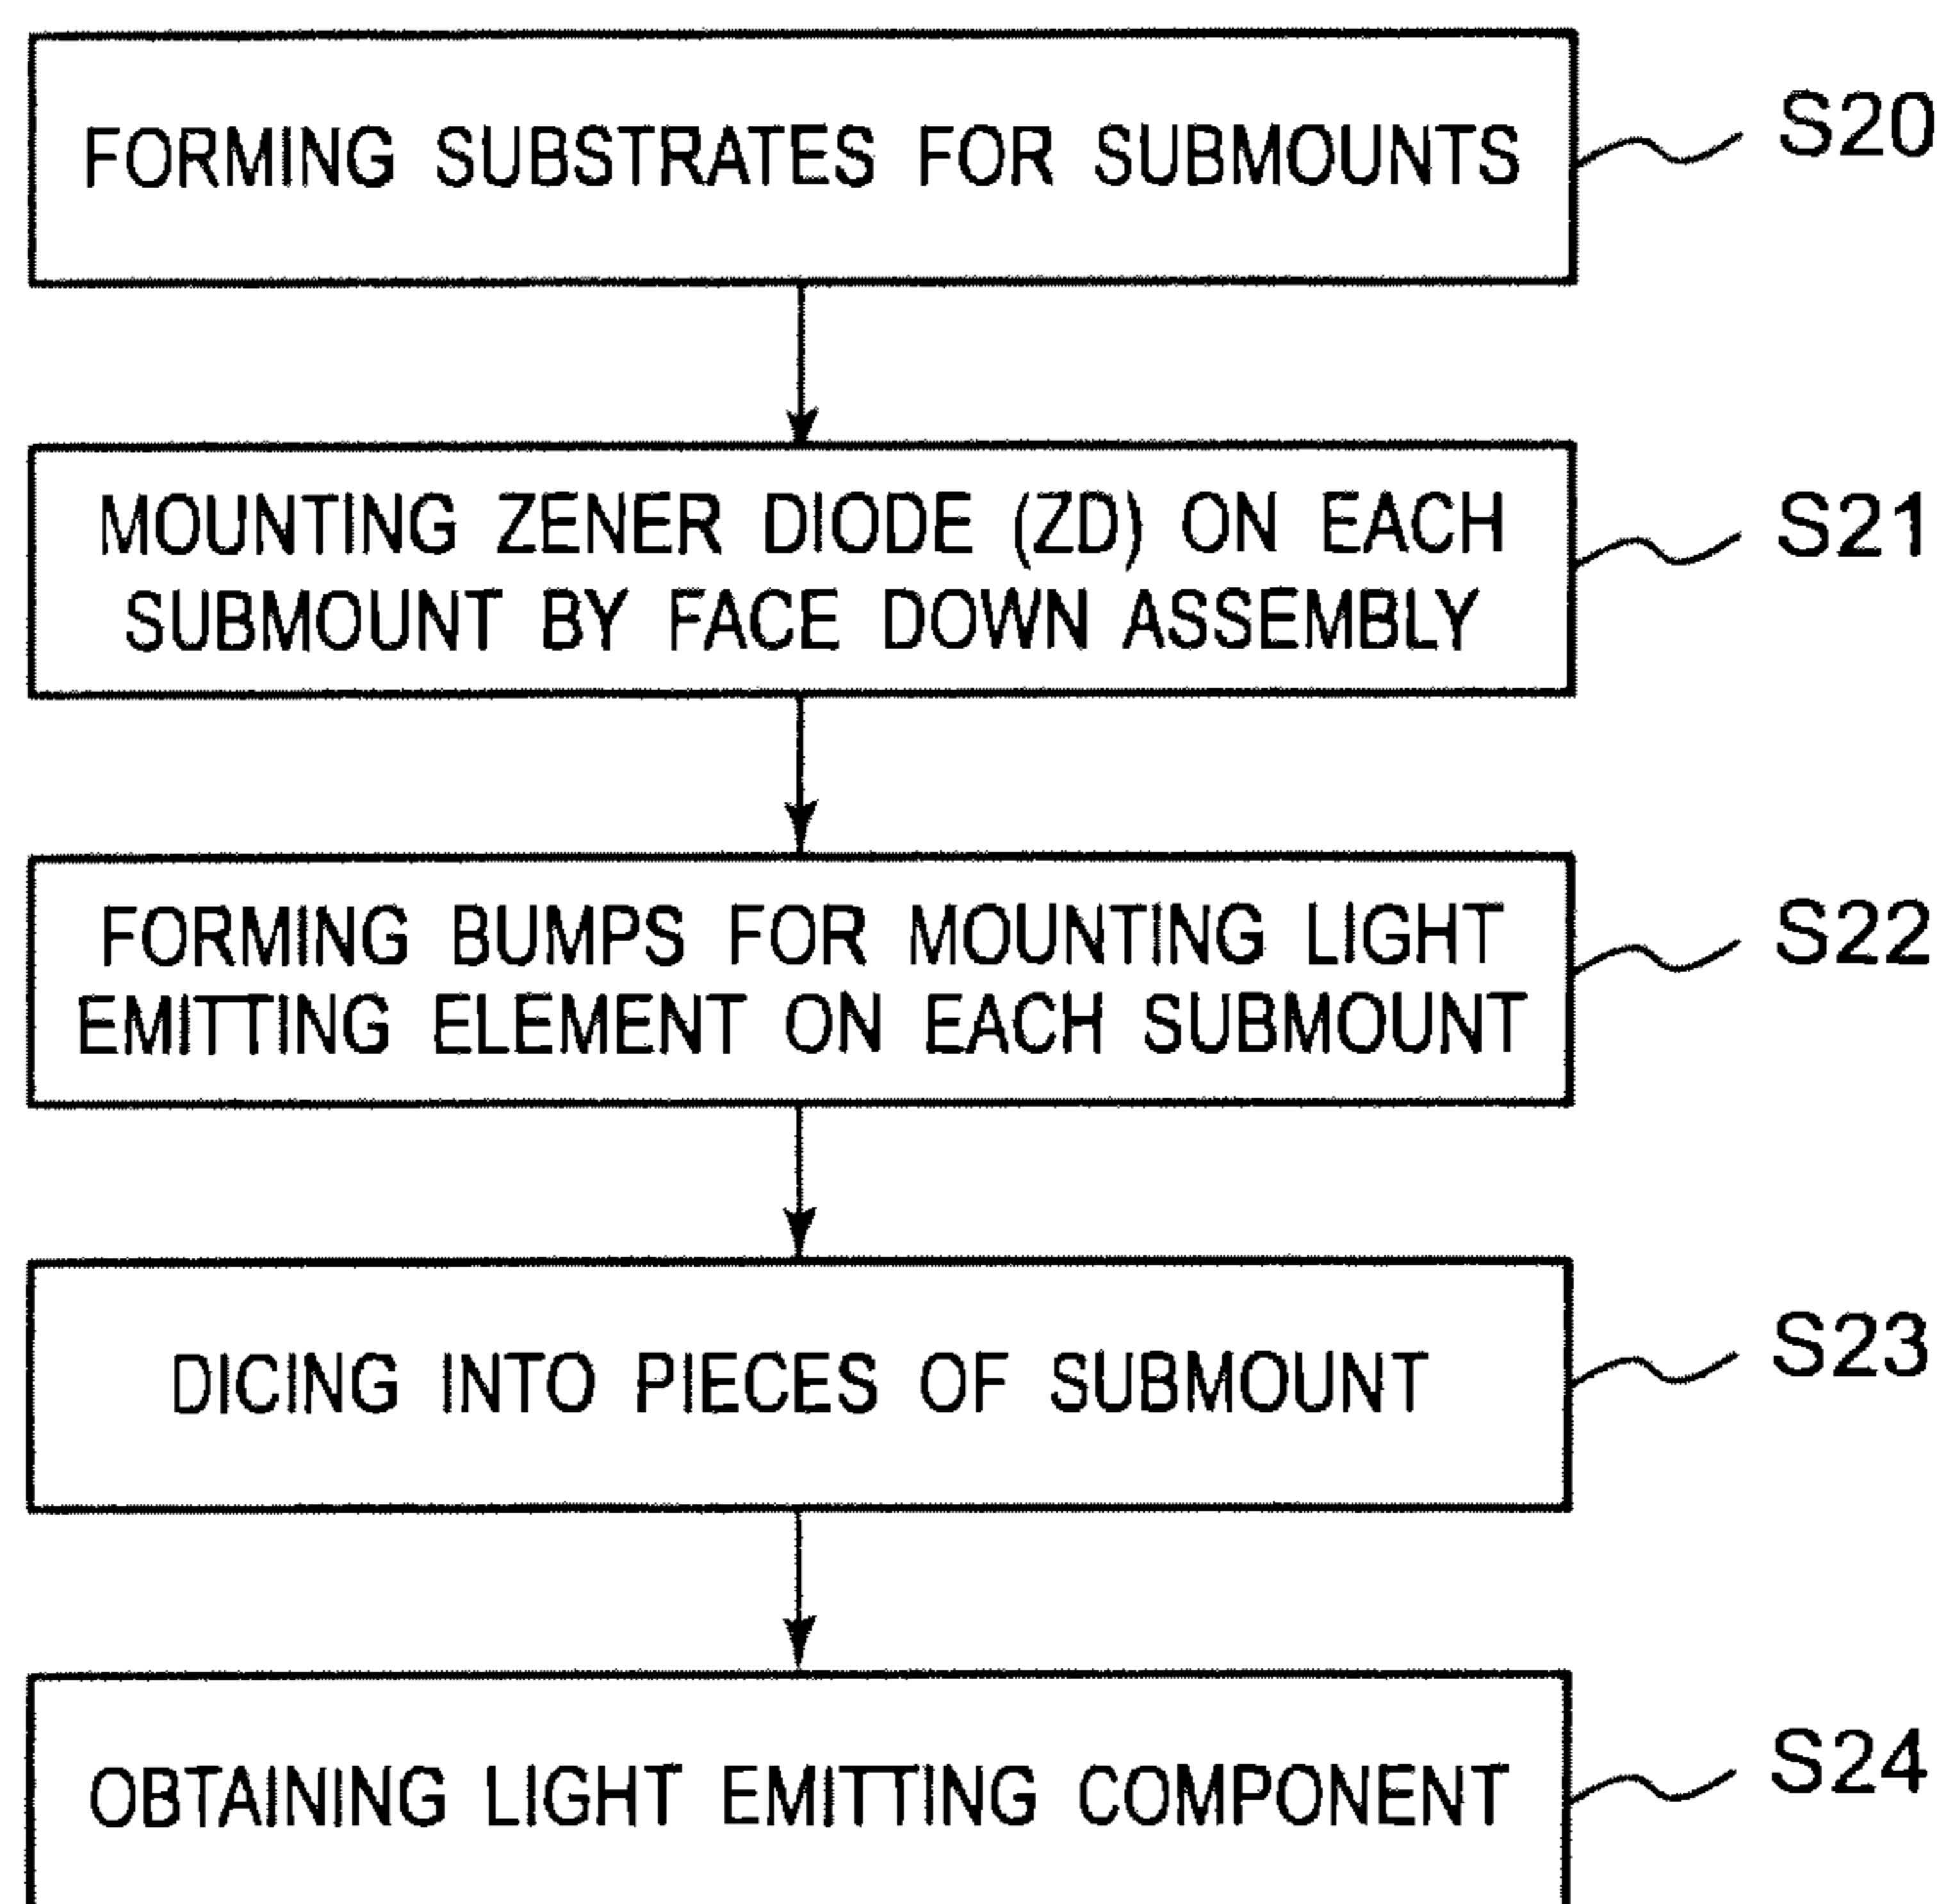 FORMING SUBSTRATES FOR SUBMOUNTS
S20
MOUNTING ZENER DIODE (ZD) ON EACH
SUBMOUNT BY FACE DOWN ASSEMBLY
S21
FORMING BUMPS FOR MOUNTING LIGHT
EMITTING ELEMENT ON EACH SUBMOUNT
S22
DICING INTO PIECES OF SUBMOUNT
S23
OBTAINING LIGHT EMITTING COMPONENT
S24